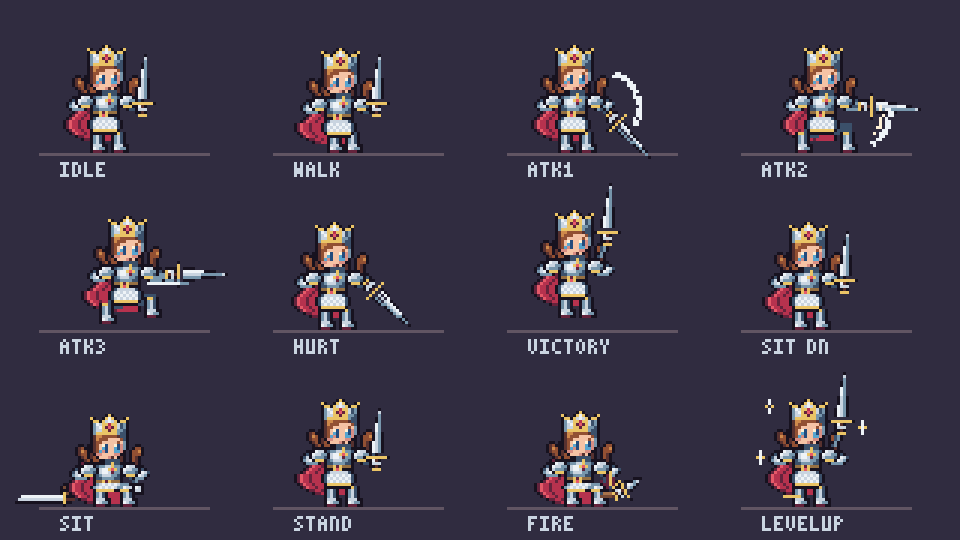 IDLE
WALK
ATK1
ATK2
ATK3
HURT
VICTORY
SIT DN
SIT
STAND
FIRE
LEVELUP